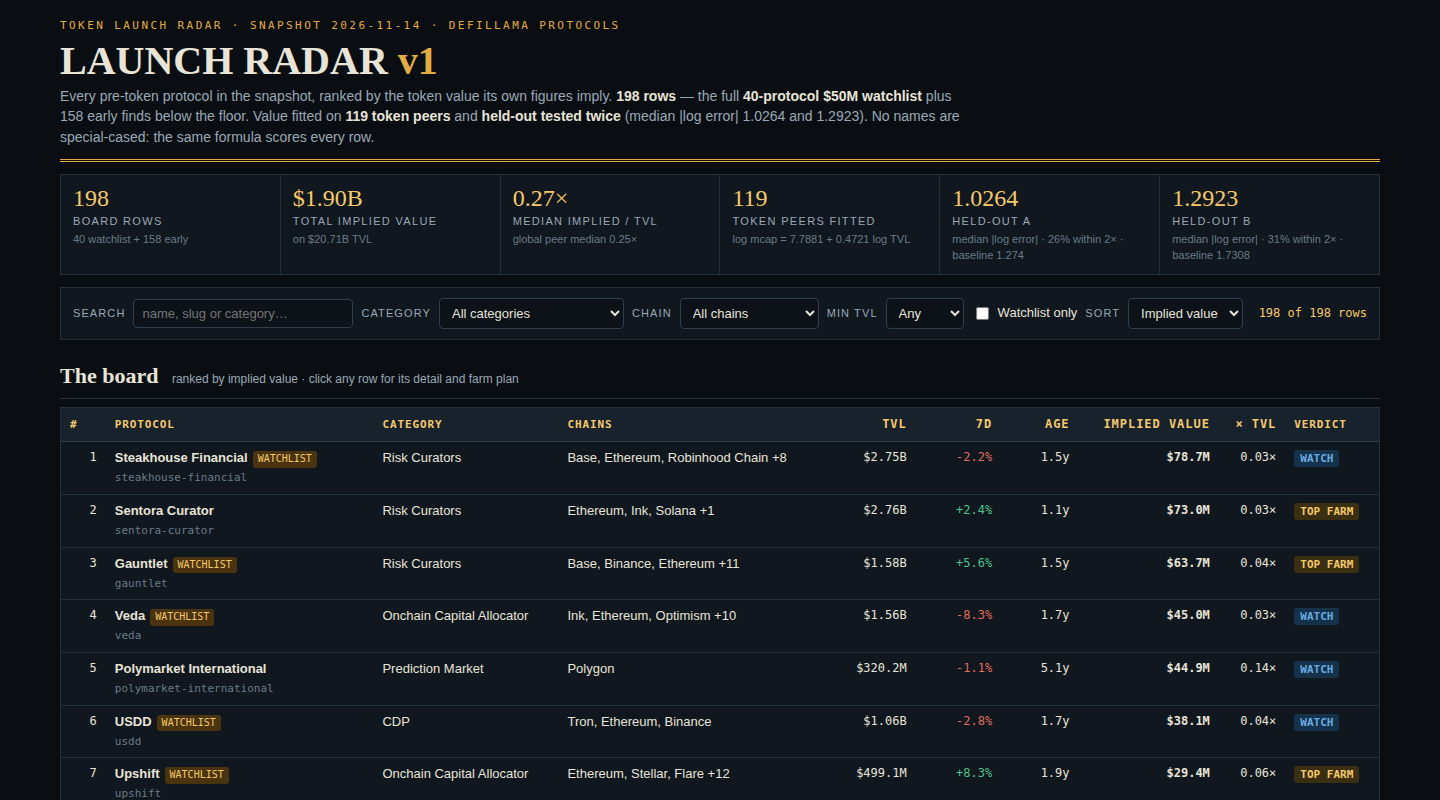 TOKEN LAUNCH RADAR · SNAPSHOT 2026-11-14 · DEFILLAMA PROTOCOLS
LAUNCH RADAR v1
Every pre-token protocol in the snapshot, ranked by the token value its own figures imply. 198 rows — the full 40-protocol $50M watchlist plus
158 early finds below the floor. Value fitted on 119 token peers and held-out tested twice (median |log error| 1.0264 and 1.2923). No names are
special-cased: the same formula scores every row.
198 $1.90B 0.27× 119 1.0264 1.2923
BOARD ROWS TOTAL IMPLIED VALUE MEDIAN IMPLIED / TVL TOKEN PEERS FITTED HELD-OUT A HELD-OUT B
40 watchlist + 158 early on $20.71B TVL global peer median 0.25× log mcap = 7.7881 + 0.4721 log TVL median |log error| · 26% within 2× · median |log error| · 31% within 2× ·
baseline 1.274 baseline 1.7308
SEARCH name, slug or category… CATEGORY All categories CHAIN All chains MIN TVL Any Watchlist only SORT Implied value 198 of 198 rows
The board ranked by implied value · click any row for its detail and farm plan
# PROTOCOL CATEGORY CHAINS TVL 7D AGE IMPLIED VALUE × TVL VERDICT
1 Steakhouse Financial WATCHLIST Risk Curators Base, Ethereum, Robinhood Chain +8 $2.75B -2.2% 1.5y $78.7M 0.03× WATCH
steakhouse-financial
2 Sentora Curator Risk Curators Ethereum, Ink, Solana +1 $2.76B +2.4% 1.1y $73.0M 0.03× TOP FARM
sentora-curator
3 Gauntlet WATCHLIST Risk Curators Base, Binance, Ethereum +11 $1.58B +5.6% 1.5y $63.7M 0.04× TOP FARM
gauntlet
4 Veda WATCHLIST Onchain Capital Allocator Ink, Ethereum, Optimism +10 $1.56B -8.3% 1.7y $45.0M 0.03× WATCH
veda
5 Polymarket International Prediction Market Polygon $320.2M -1.1% 5.1y $44.9M 0.14× WATCH
polymarket-international
6 USDD WATCHLIST CDP Tron, Ethereum, Binance $1.06B -2.8% 1.7y $38.1M 0.04× WATCH
usdd
7 Upshift WATCHLIST Onchain Capital Allocator Ethereum, Stellar, Flare +12 $499.1M +8.3% 1.9y $29.4M 0.06× TOP FARM
upshift